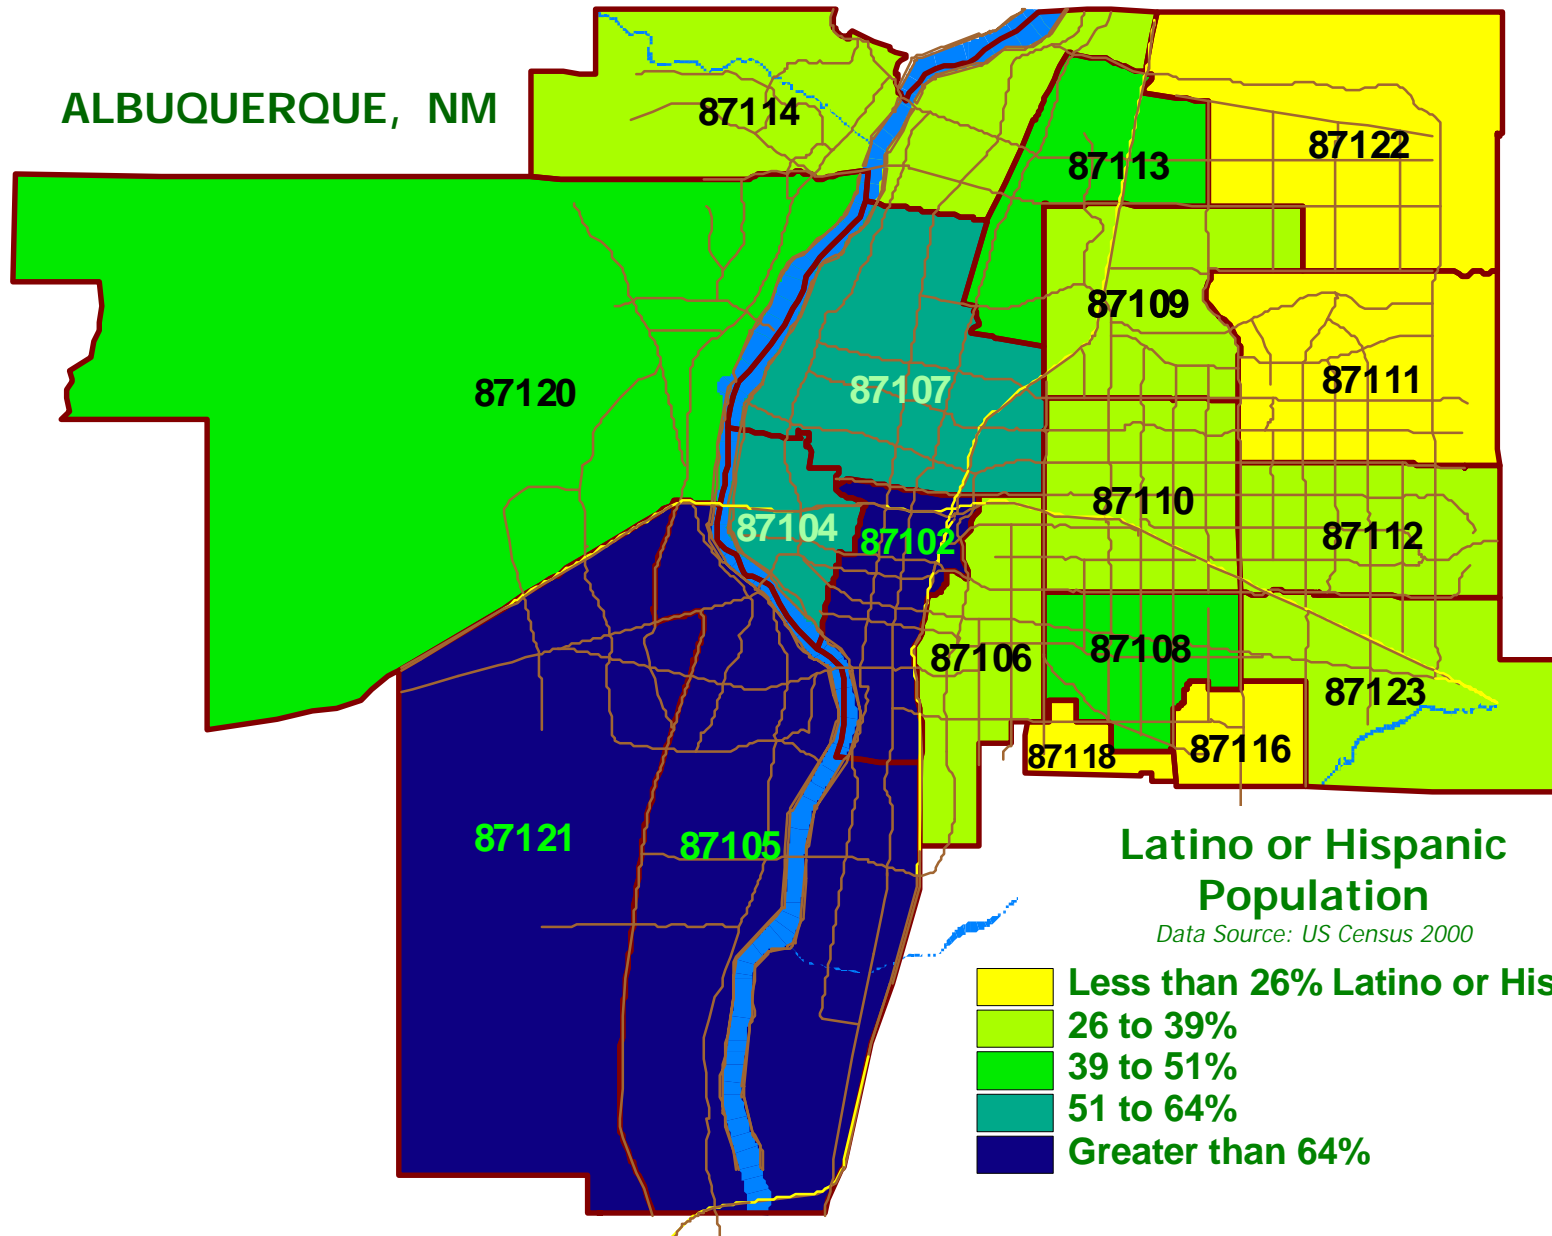 ALBUQUERQUE, NM
87114
87122
87113
87109
87120
87107
87111
87110
87104
87102
87112
87106
87108
87123
87118
87116
87121
87105
Latino or Hispanic
Population
Data Source: US Census 2000
Less than 26% Latino or His
26 to 39%
39 to 51%
51 to 64%
Greater than 64%